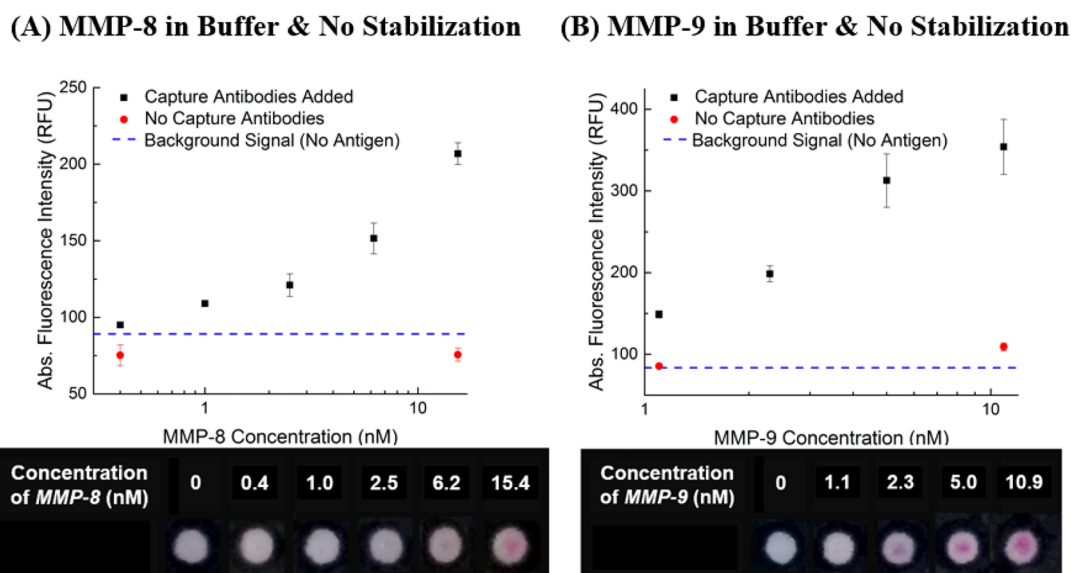 (A) MMP-8 in Buffer & No Stabilization
250
200
150
100
50
Abs. Fluorescence Intensity (RFU)
Capture Antibodies Added
No Capture Antibodies
Background Signal (No Antigen)
1
10
MMP-8 Concentration (nM)
Concentration
of MMP-8 (nM)
0 0.4 1.0 2.5 6.2 15.4
(B) MMP-9 in Buffer & No Stabilization
400
300
200
100
Abs. Fluorescence Intensity (RFU)
Capture Antibodies Added
No Capture Antibodies
Background Signal (No Antigen)
1
10
MMP-9 Concentration (nM)
Concentration
of MMP-9 (nM)
0 1.1 2.3 5.0 10.9